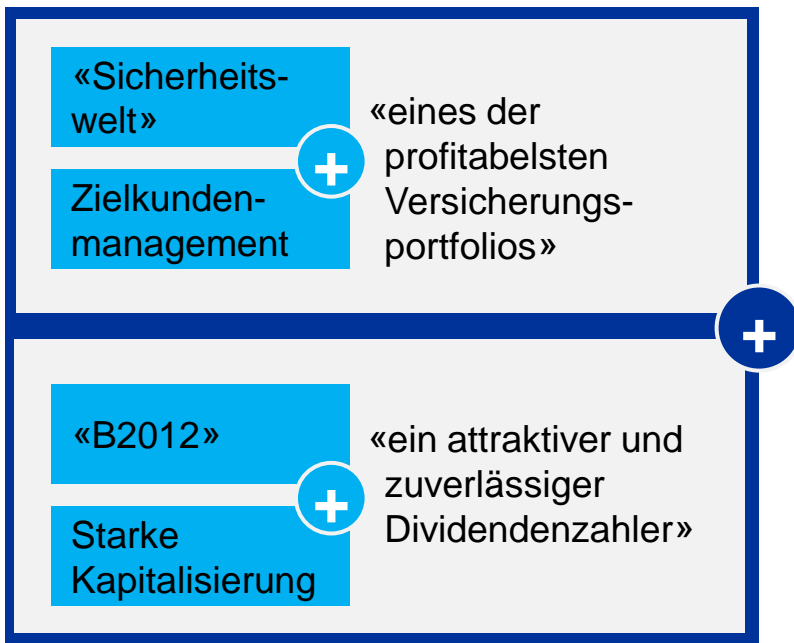 «Sicherheits-
welt»
+
Zielkunden-
management
«eines der
profitabelsten
Versicherungs-
portfolios»
+
«B2012»
+
Starke
Kapitalisierung
«ein attraktiver und
zuverlässiger
Dividendenzahler»